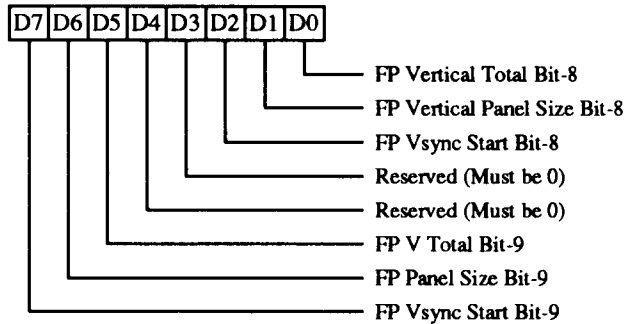 D7 D6 D5 D4 D3 D2 D1 D0
FP Vertical Total Bit-8
FP Vertical Panel Size Bit-8
FP Vsync Start Bit-8
Reserved (Must be 0)
Reserved (Must be 0)
FP V Total Bit-9
FP Panel Size Bit-9
FP Vsync Start Bit-9